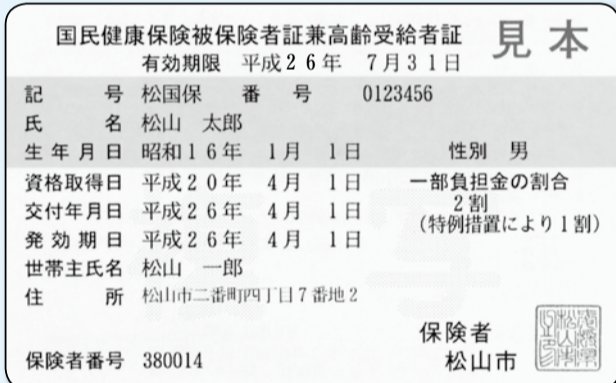 国民健康保険被保険者証兼高齢受給者証 見本
有効期限 平成26年 7月31日
記号 松国保 番号 0123456
氏名 松山 太郎
生年月日 昭和16年 1月 1日 性別 男
資格取得日 平成20年 4月 1日 一部負担金の割合
2割
交付年月日 平成26年 4月 1日 (特例措置により1割)
発効期日 平成26年 4月 1日
世帯主氏名 松山 一郎
住所 松山市二番町四丁目7番地2
保険者
保険者番号 380014 松山市